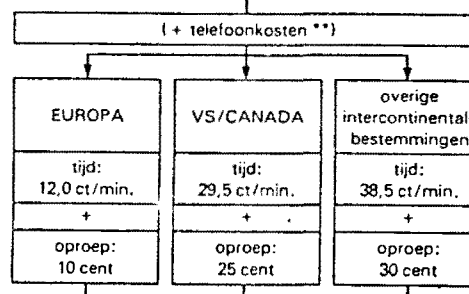 ( + telefoonkosten **)
EUROPA
tijd:
12,0 ct/min.
+
oproep:
10 cent
VS/CANADA
tijd:
29,5 ct/min.
+
oproep:
25 cent
overige
intercontinental
bestemmingen
tijd:
38,5 ct/min.
+
oproep:
30 cent